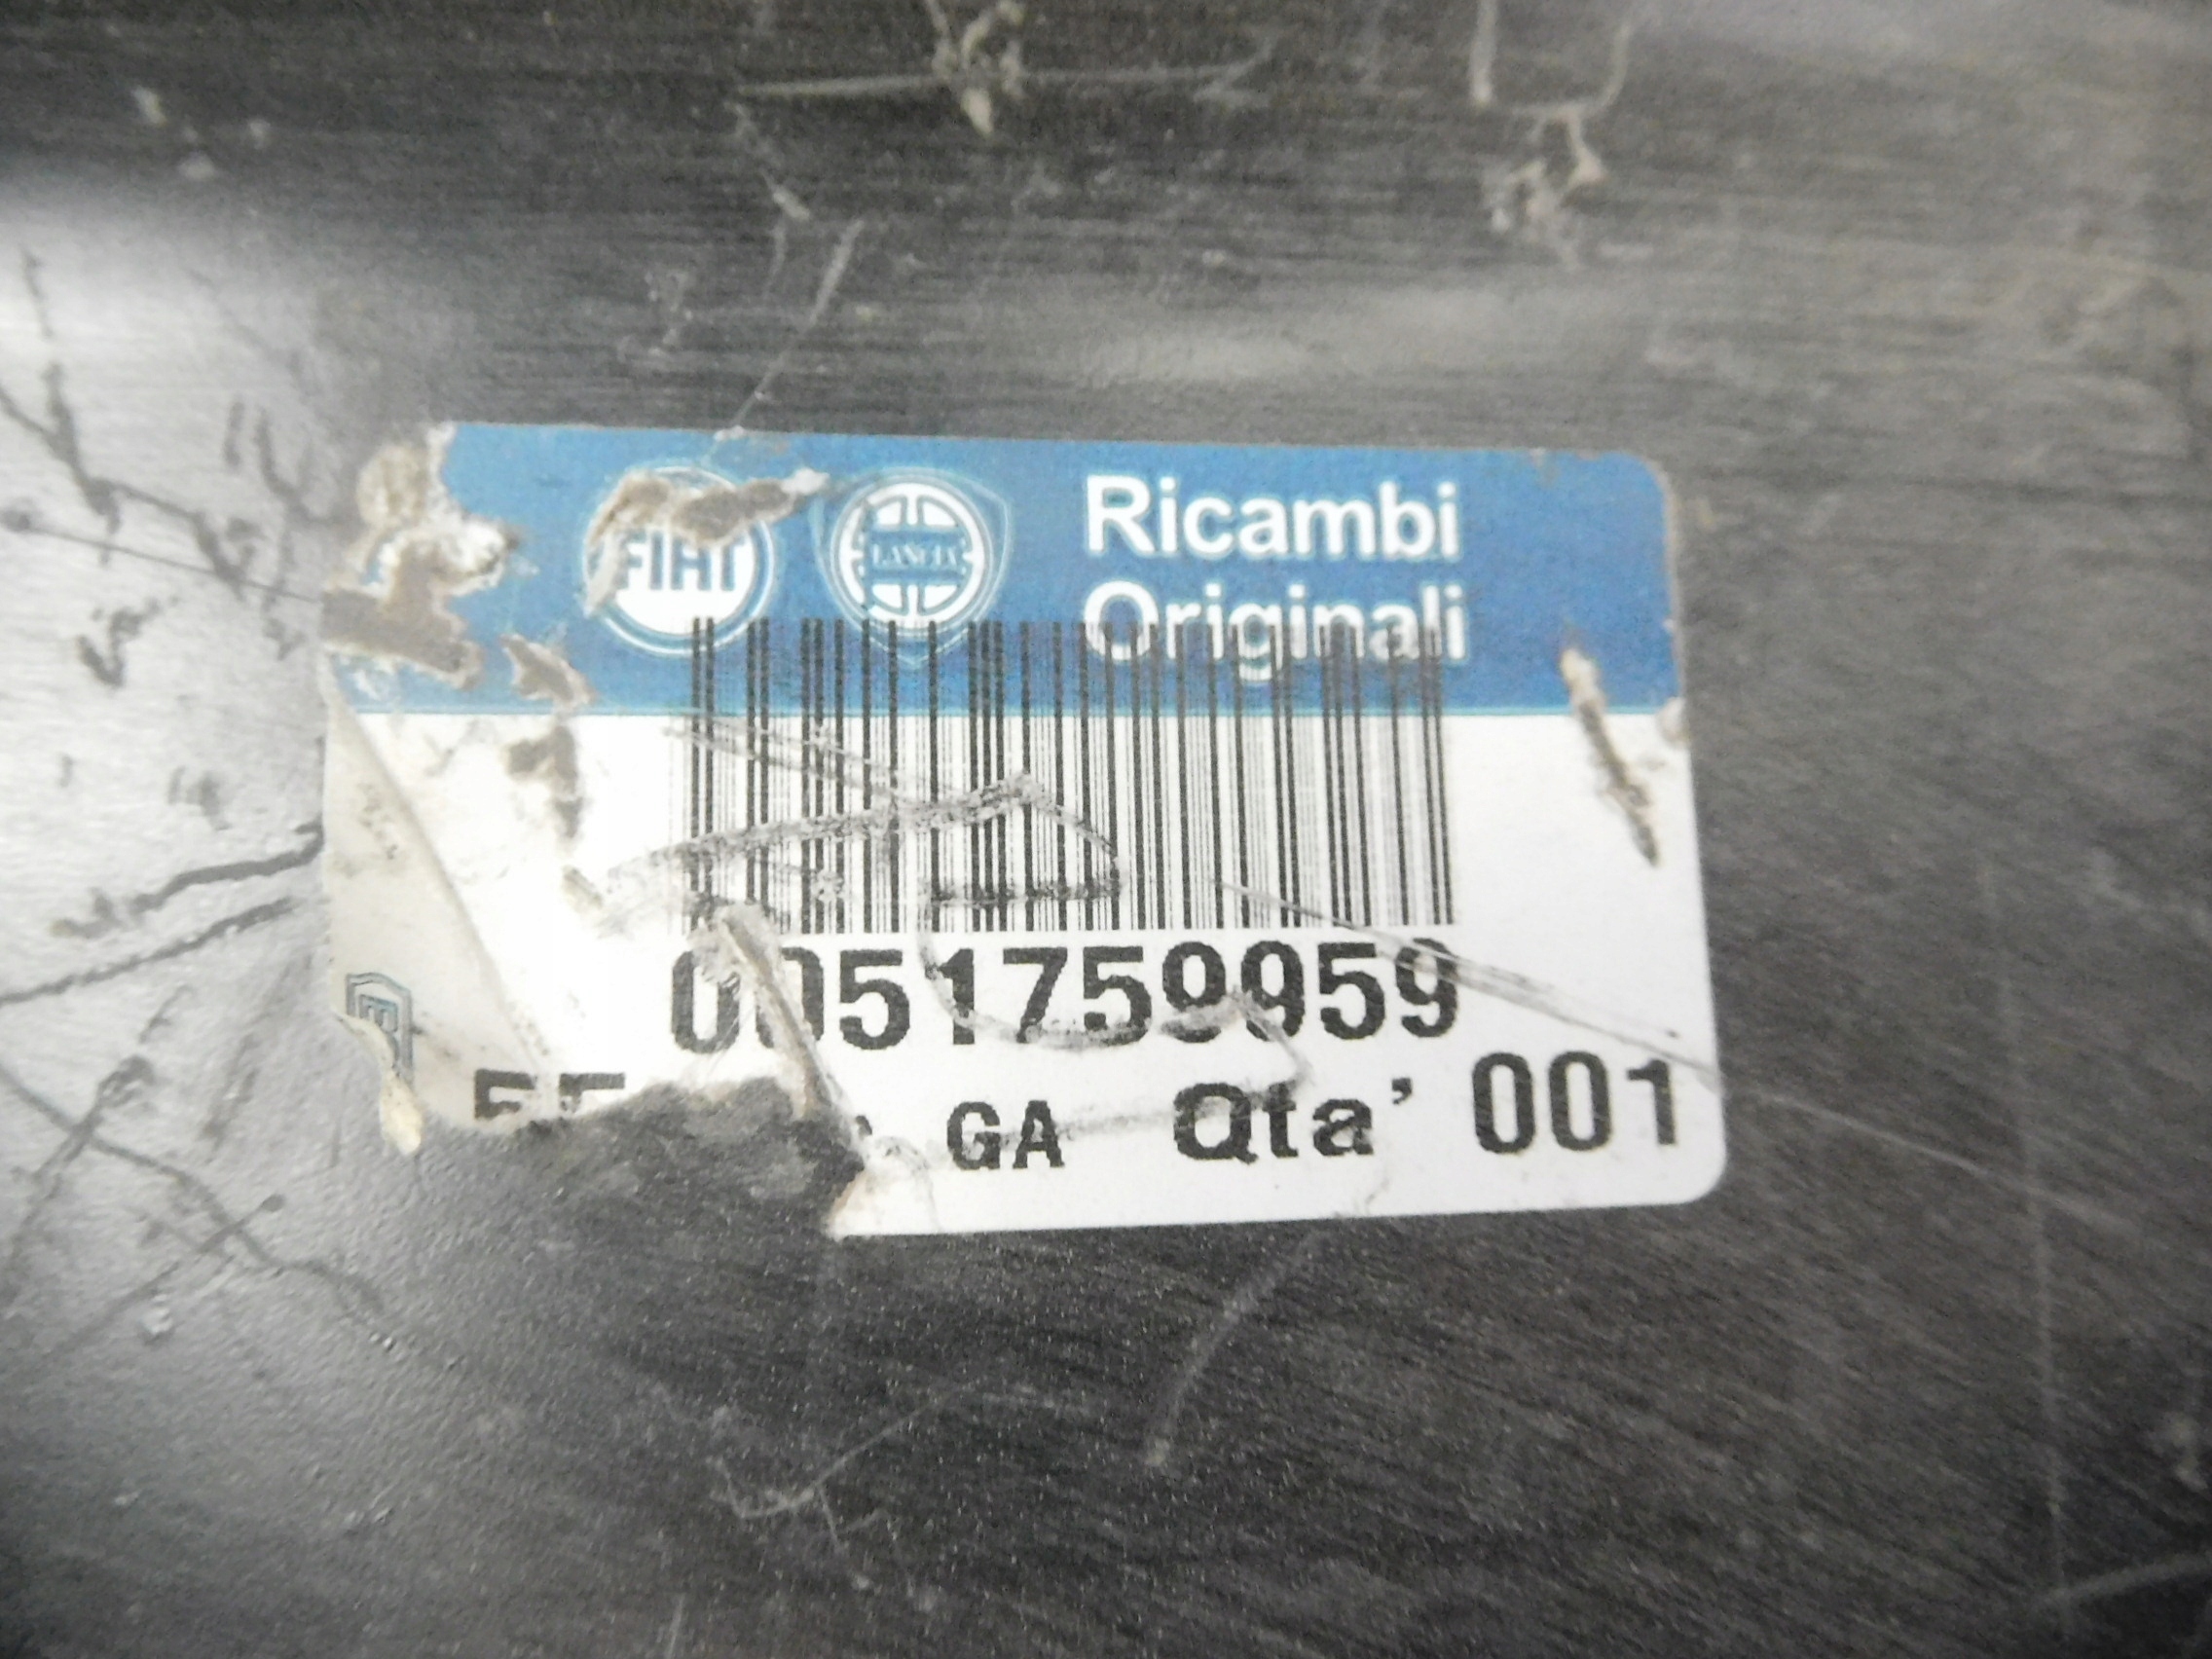 FIAT
LANCIA
Ricambi
Originali
0051759959
GA Qta' 001